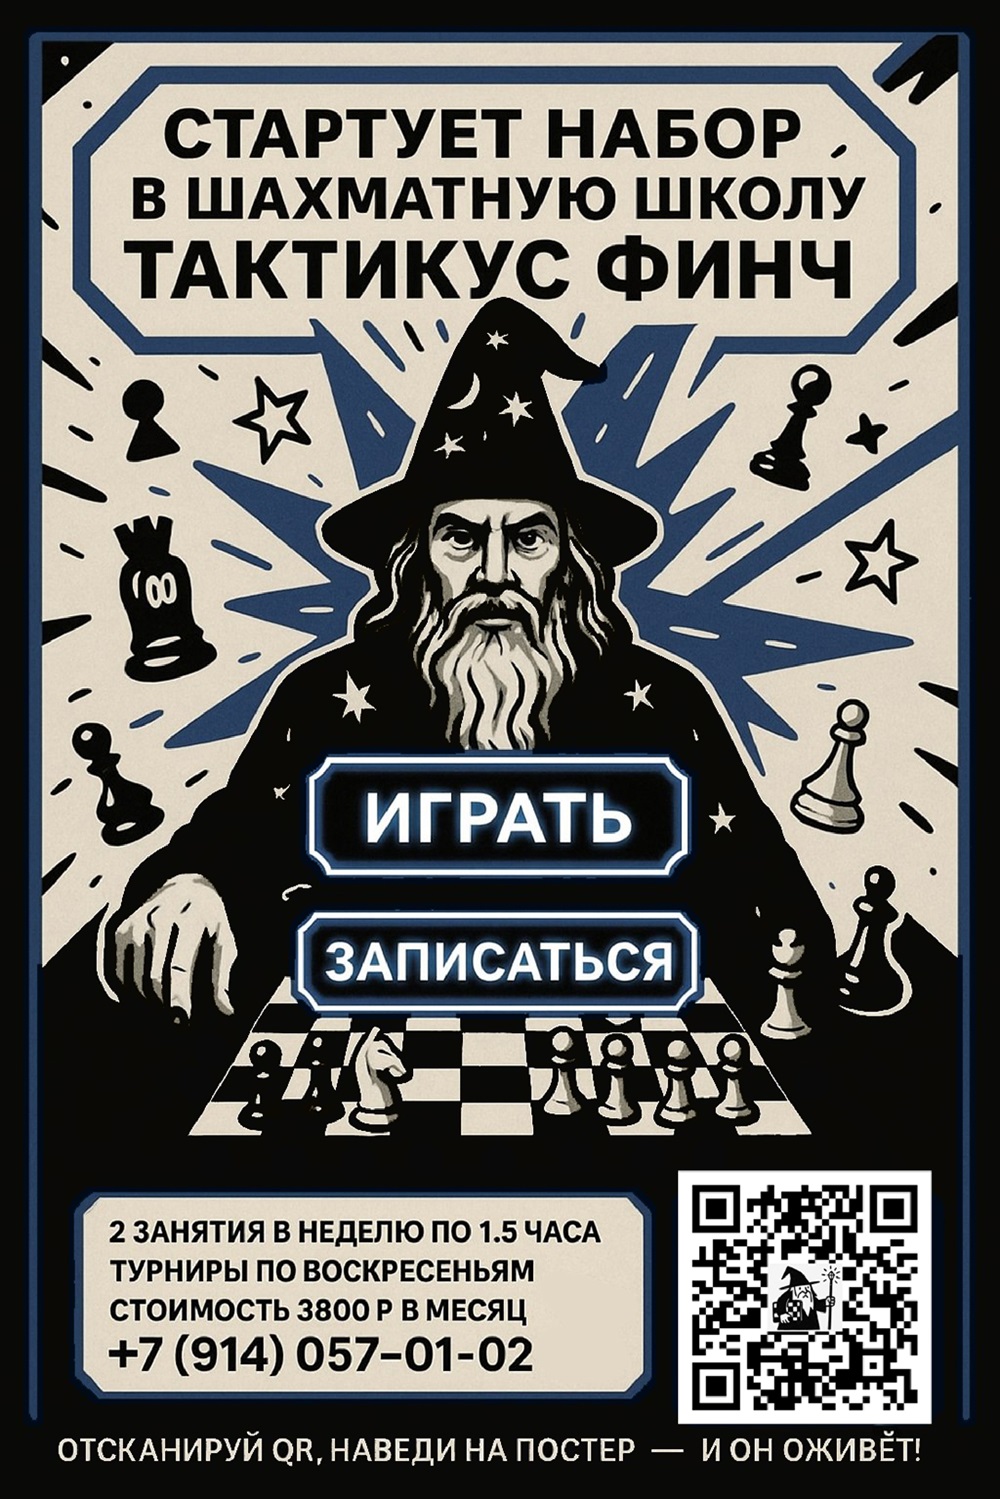 СТАРТУЕТ НАБОР
В ШАХМАТНУЮ ШКОЛУ
ТАКТИКУС ФИНЧ
ИГРАТЬ
ЗАПИСАТЬСЯ
2 ЗАНЯТИЯ В НЕДЕЛЮ ПО 1.5 ЧАСА
ТУРНИРЫ ПО ВОСКРЕСЕНЬЯМ
СТОИМОСТЬ 3800 Р В МЕСЯЦ
+7 (914) 057-01-02
ОТСКАНИРУЙ QR, НАВЕДИ НА ПОСТЕР — И ОН ОЖИВЁТ!